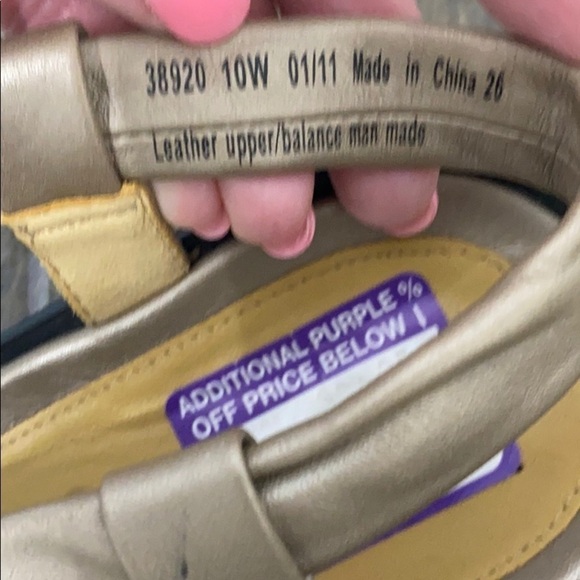 38920 10W 01/11 Made in China 26
Leather upper/balance man made
ADDITIONAL PURPLE %
OFF PRICE BELOW